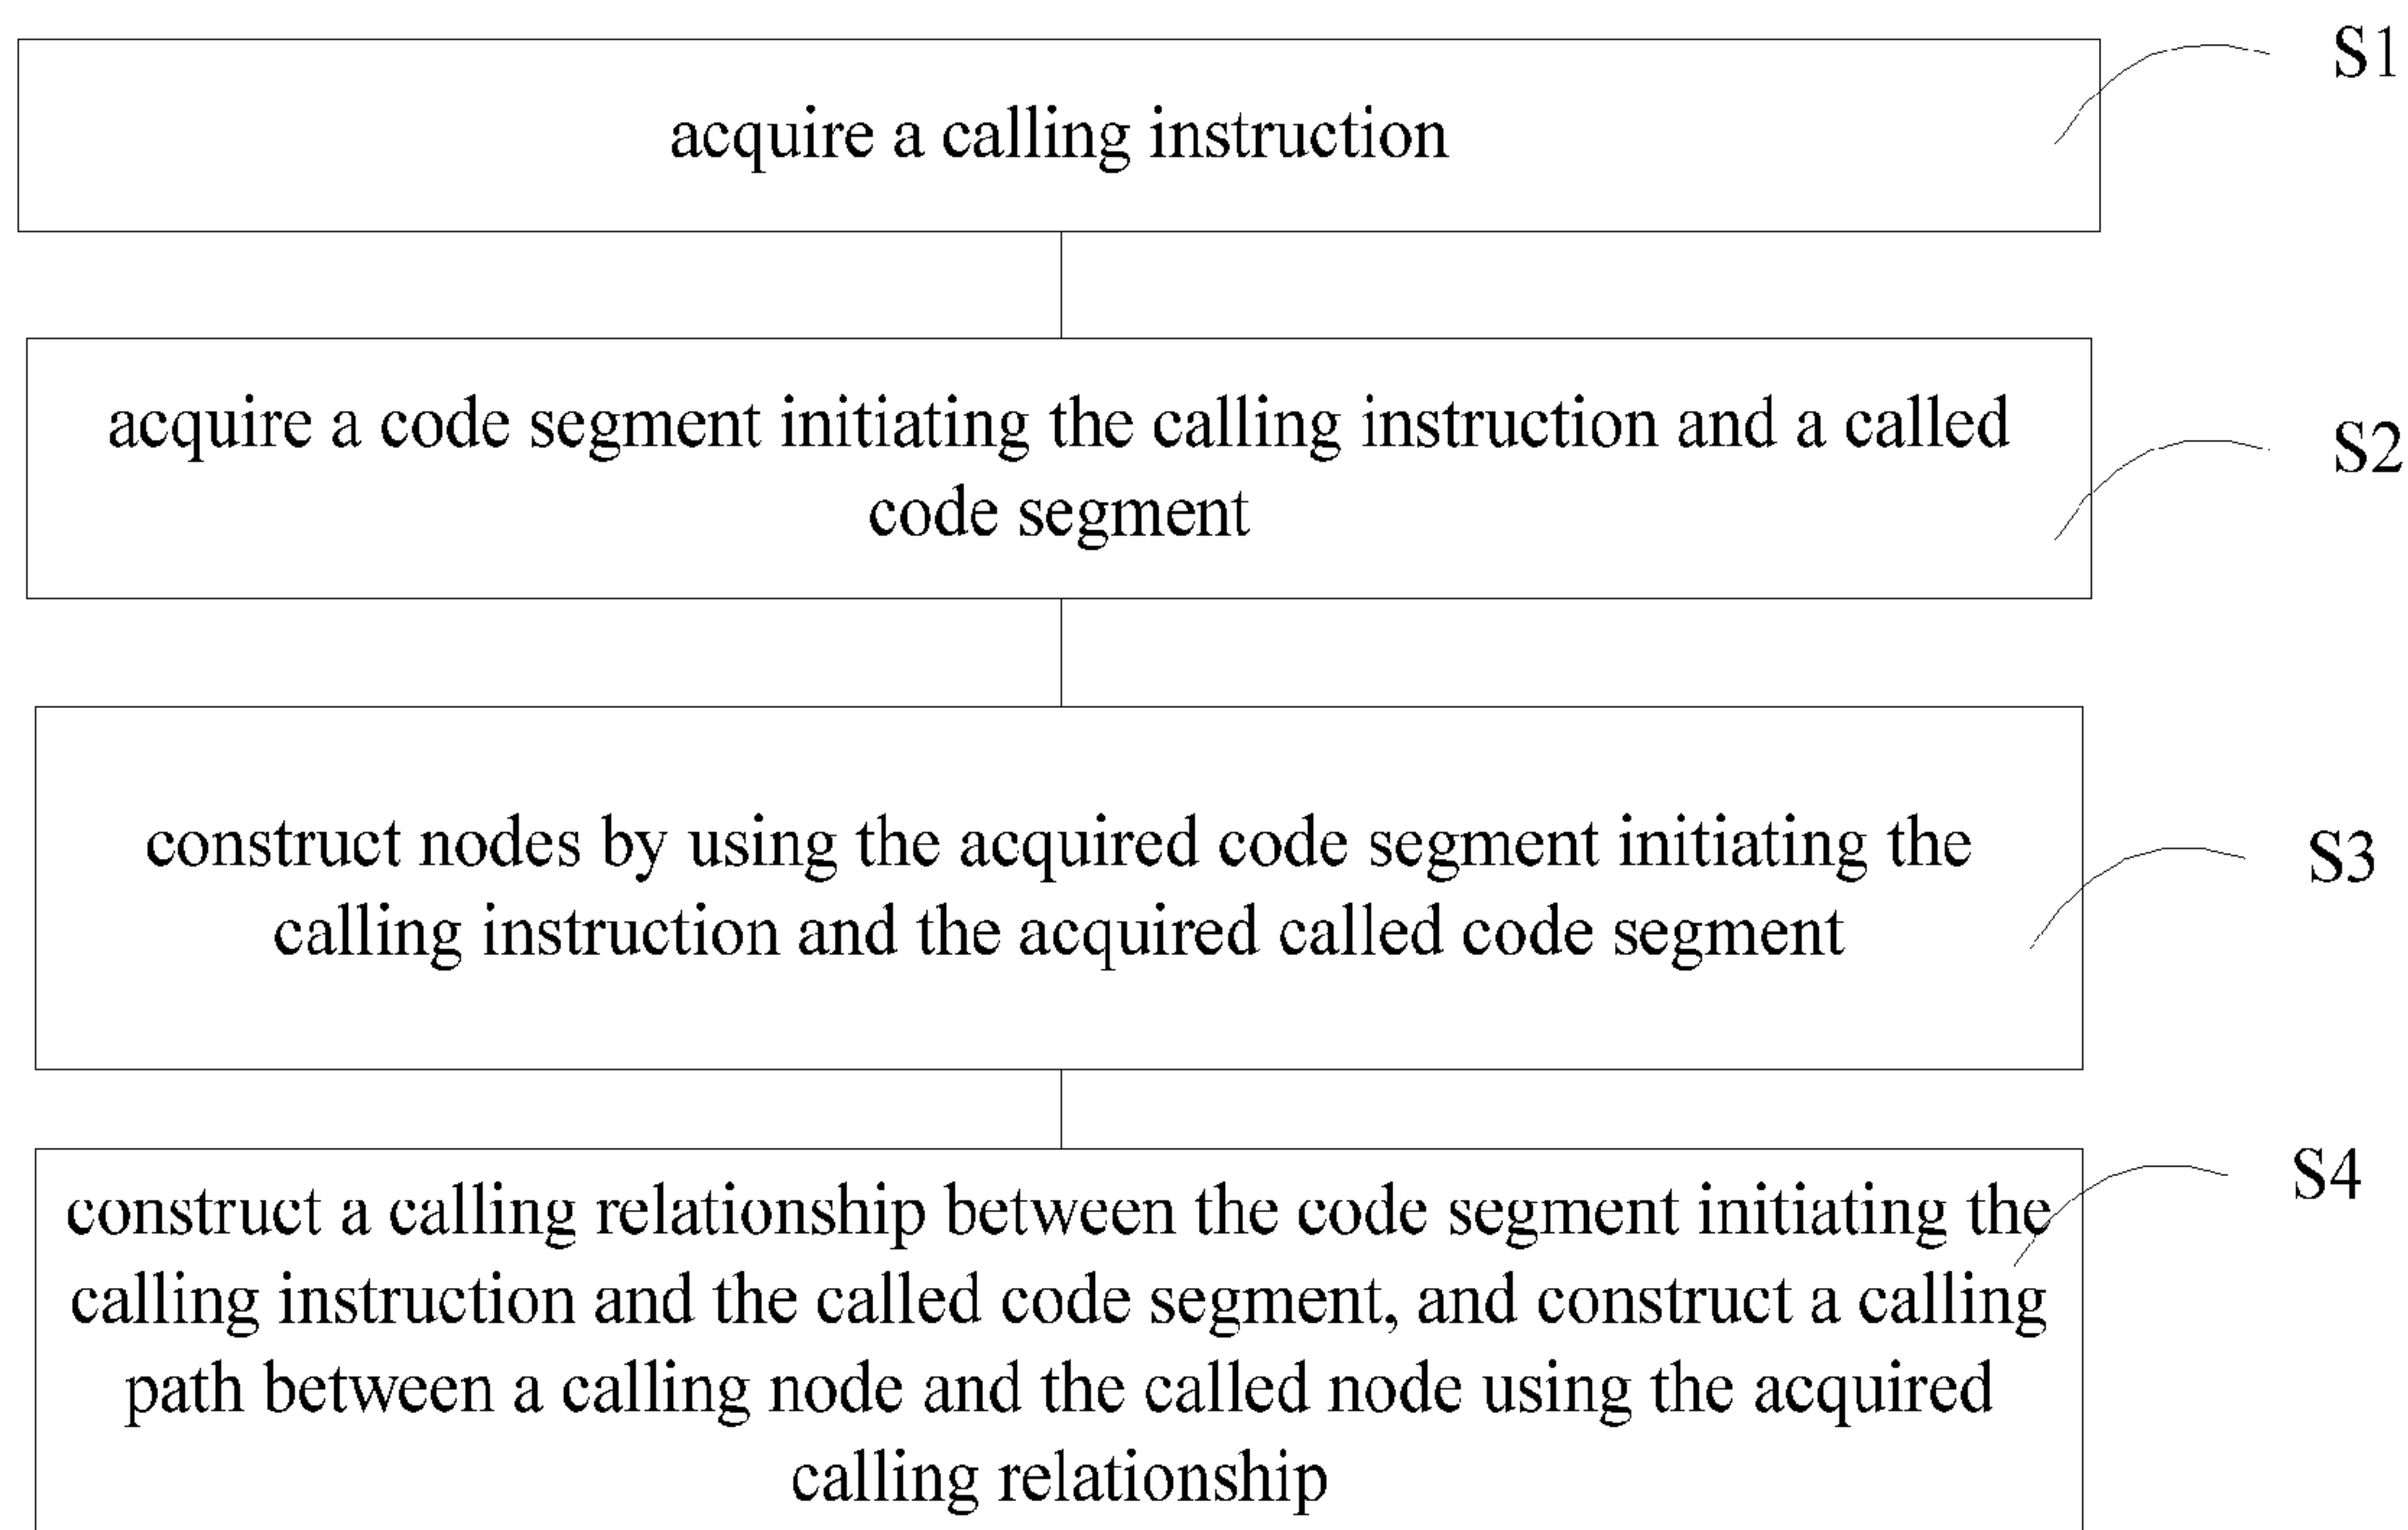 S1
acquire a calling instruction
acquire a code segment initiating the calling instruction and a called
code segment
S2
construct nodes by using the acquired code segment initiating the
calling instruction and the acquired called code segment
S3
construct a calling relationship between the code segment initiating the
calling instruction and the called code segment, and construct a calling
path between a calling node and the called node using the acquired
calling relationship
S4